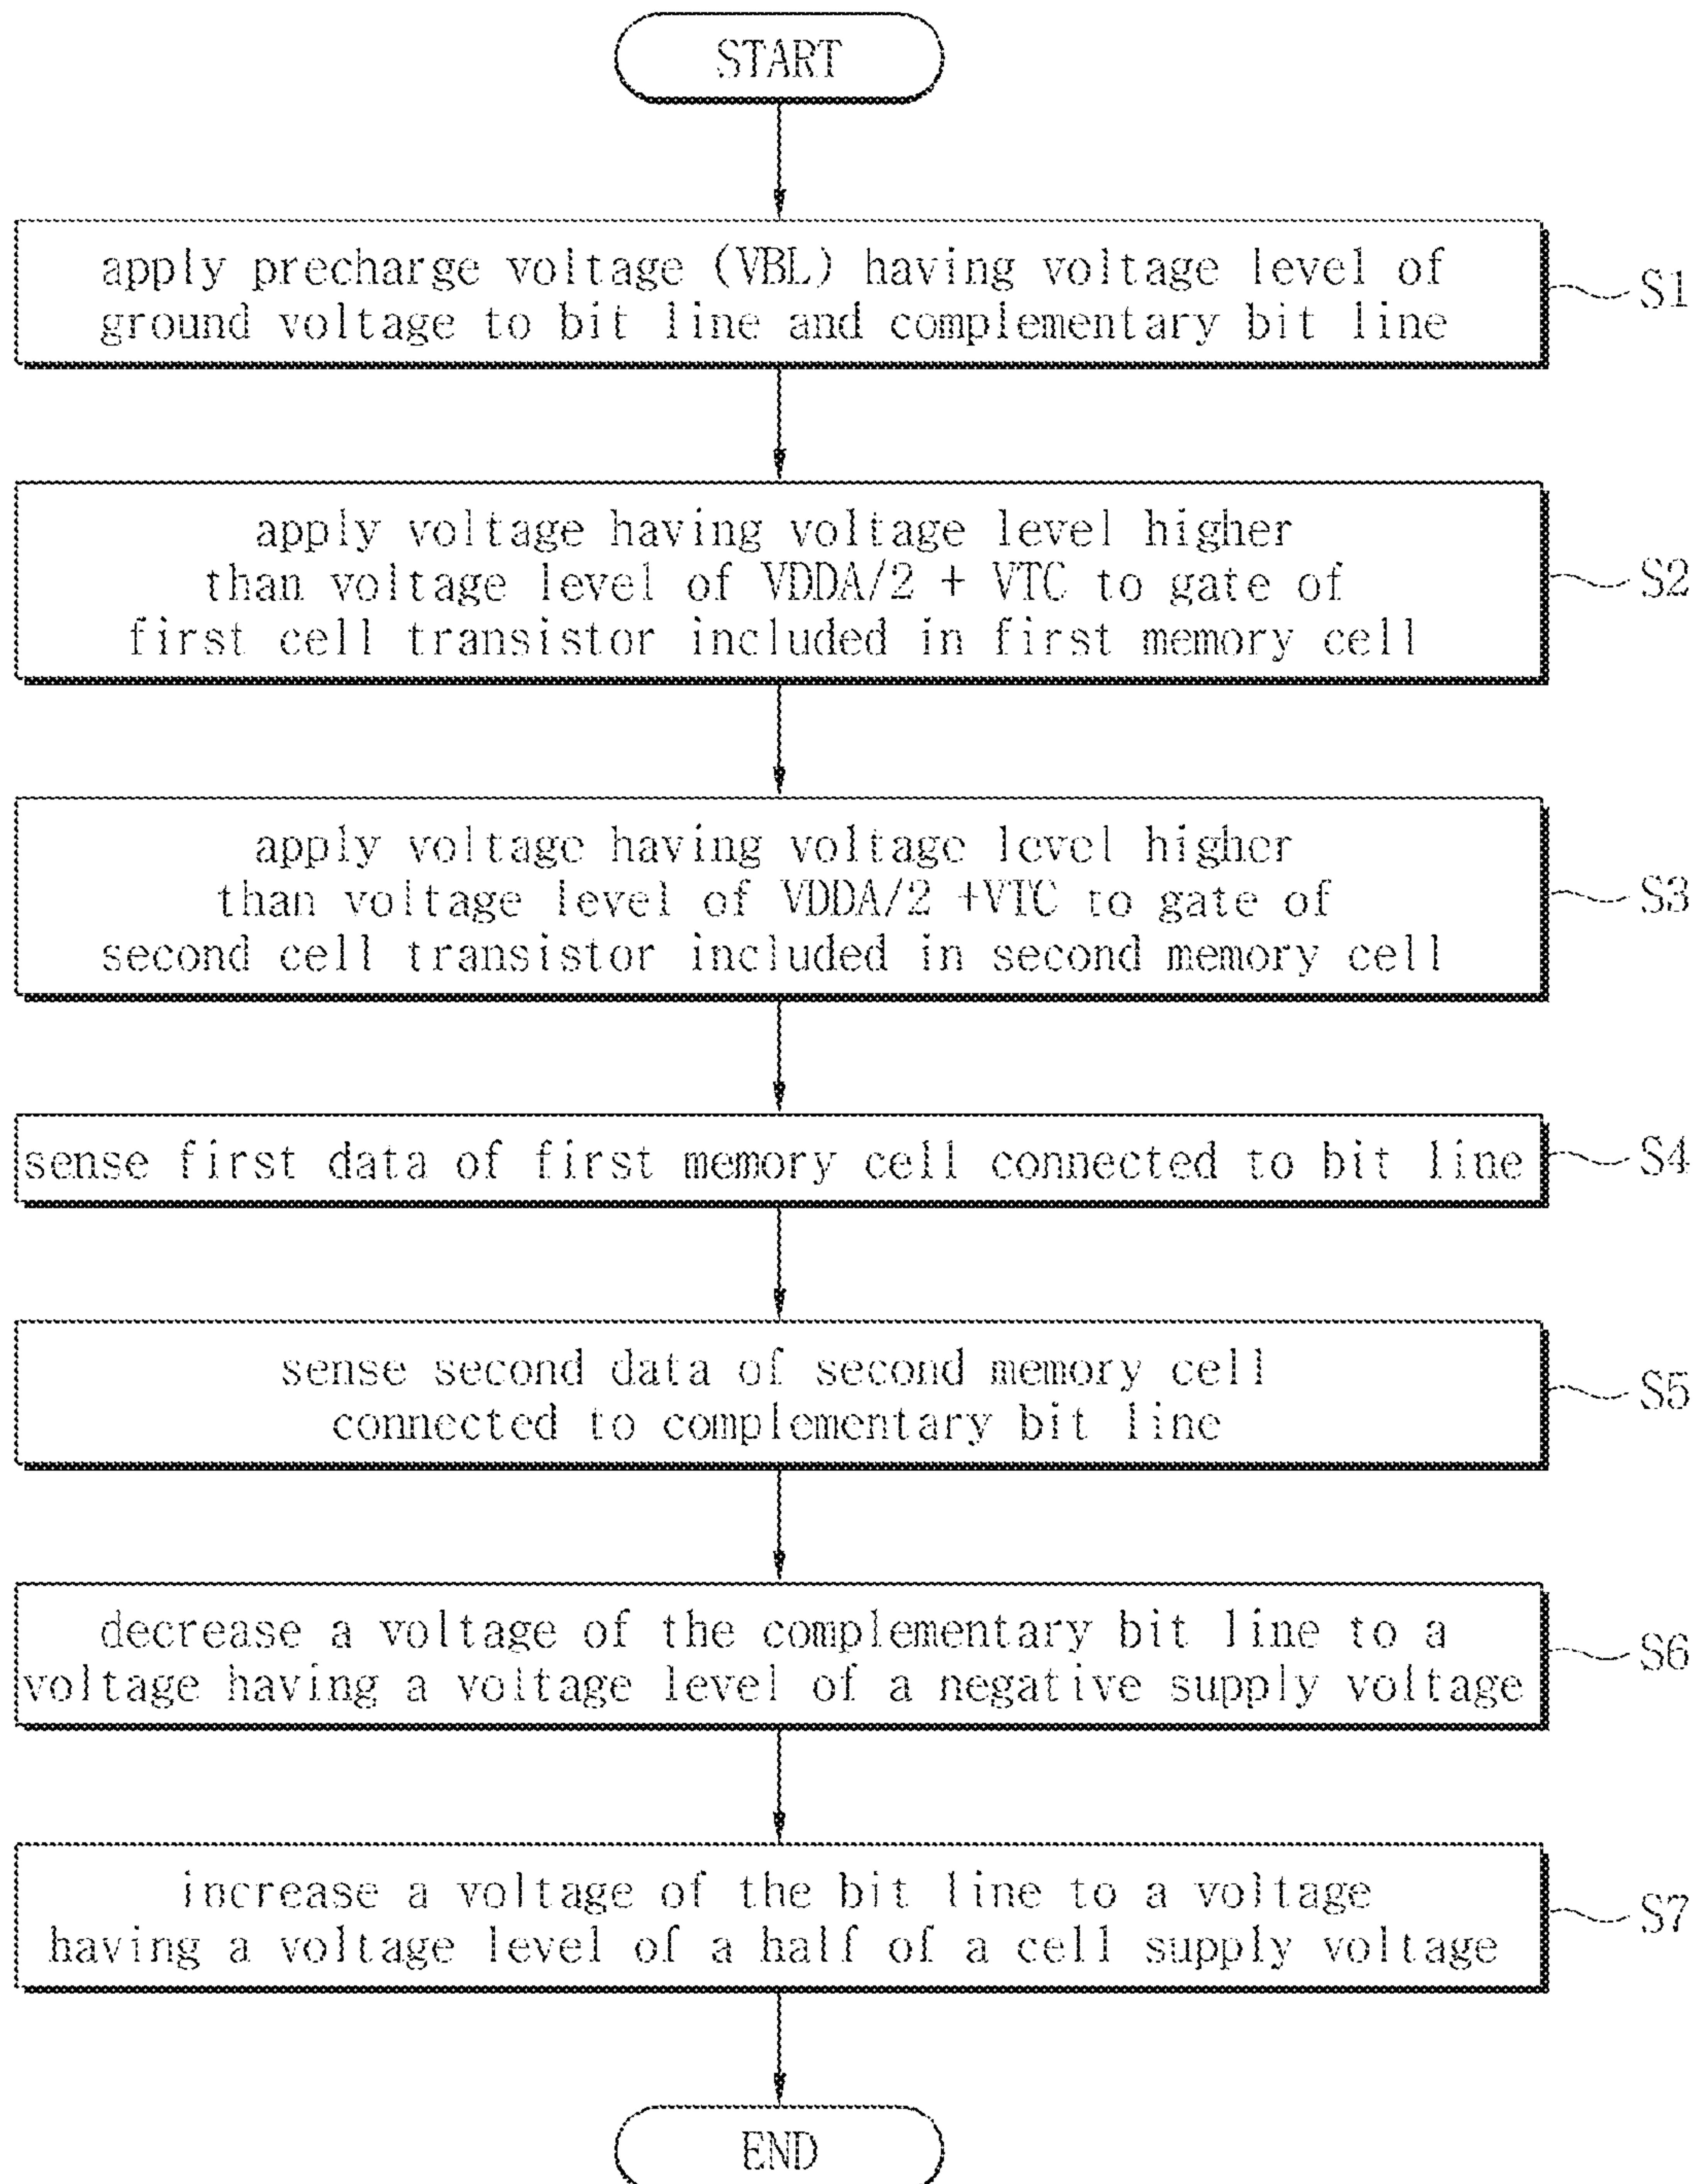 START
apply precharge voltage (VBL) having voltage level of
ground voltage to bit line and complementary bit line
S1
apply voltage having voltage level higher
than voltage level of VDDA/2 + VTC to gate of
first cell transistor included in first memory cell
S2
apply voltage having voltage level higher
than voltage level of VDDA/2 +VTC to gate of
second cell transistor included in second memory cell
S3
sense first data of first memory cell connected to bit line
S4
sense second data of second memory cell
connected to complementary bit line
S5
decrease a voltage of the complementary bit line to a
voltage having a voltage level of a negative supply voltage
S6
increase a voltage of the bit line to a voltage
having a voltage level of a half of a cell supply voltage
S7
END